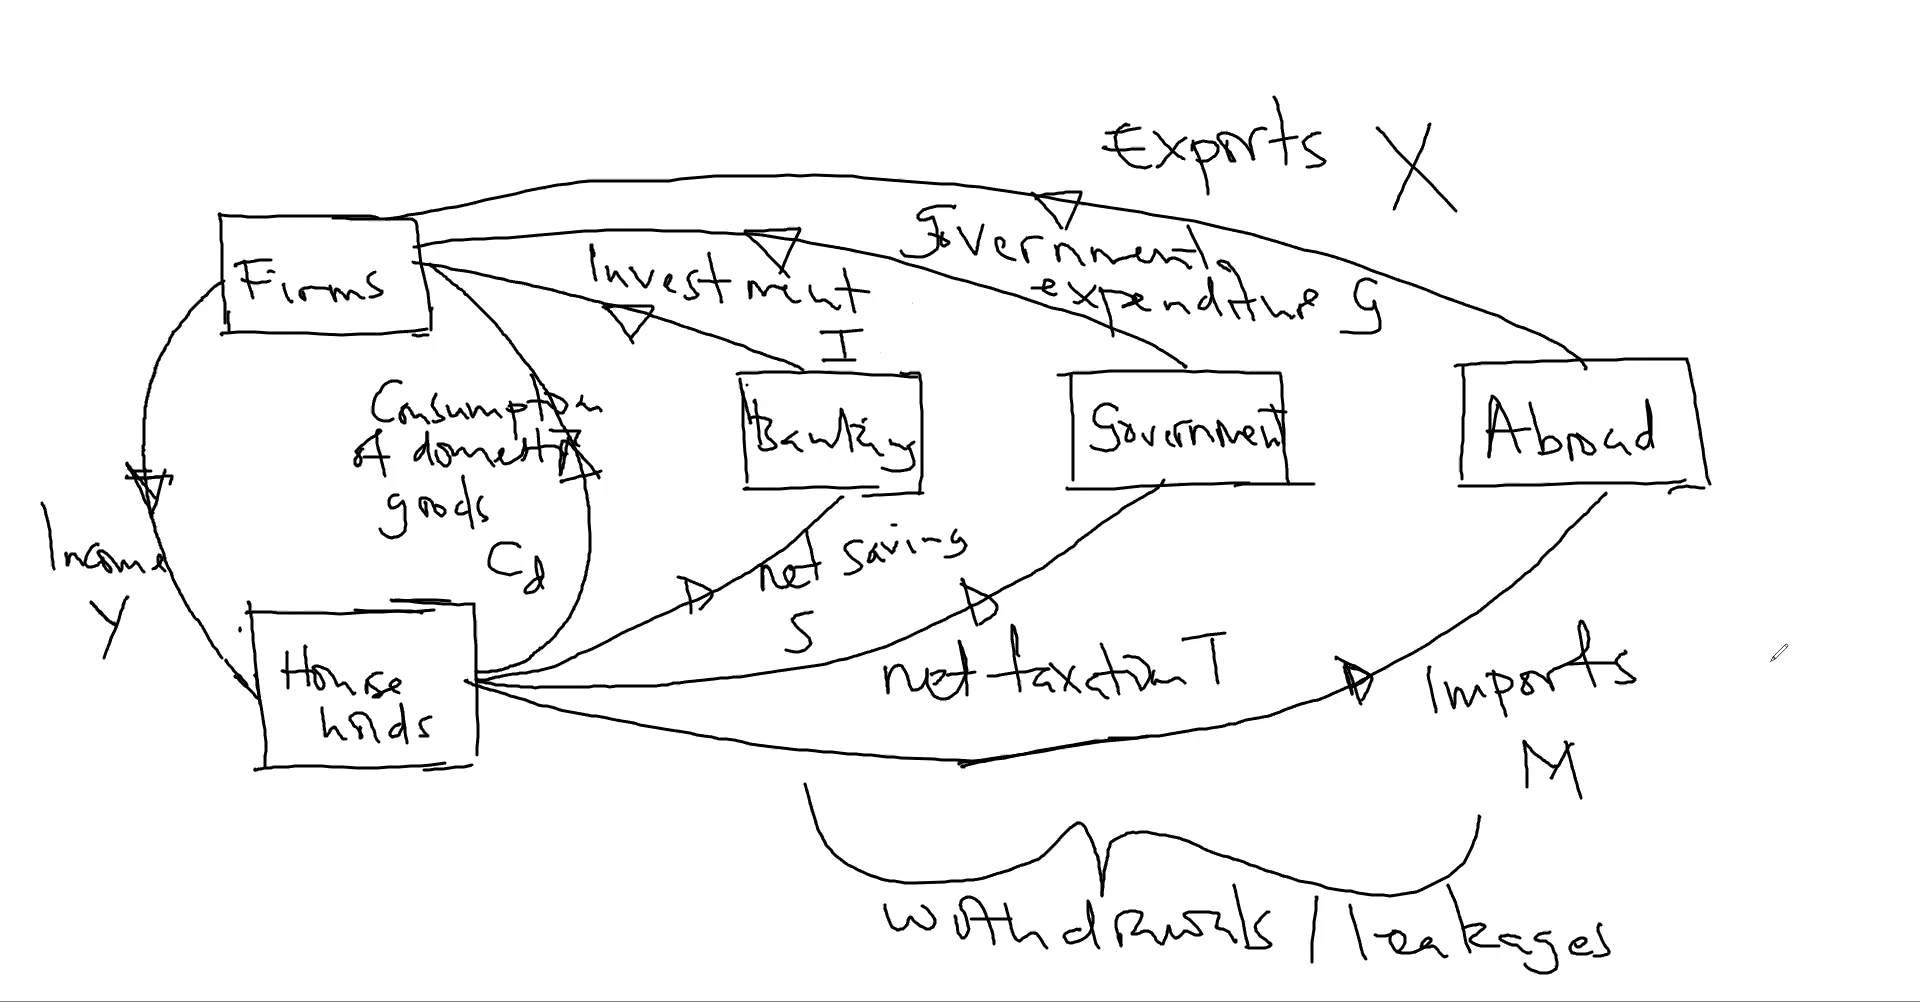 Exports X
Government
expenditure G
Investment
I
Firms
Consumption
of domestic
goods
Cd
Banking
Government
Abroad
Income
Y
net saving
S
House
holds
net taxation T
Imports
M
withdrawals / leakages